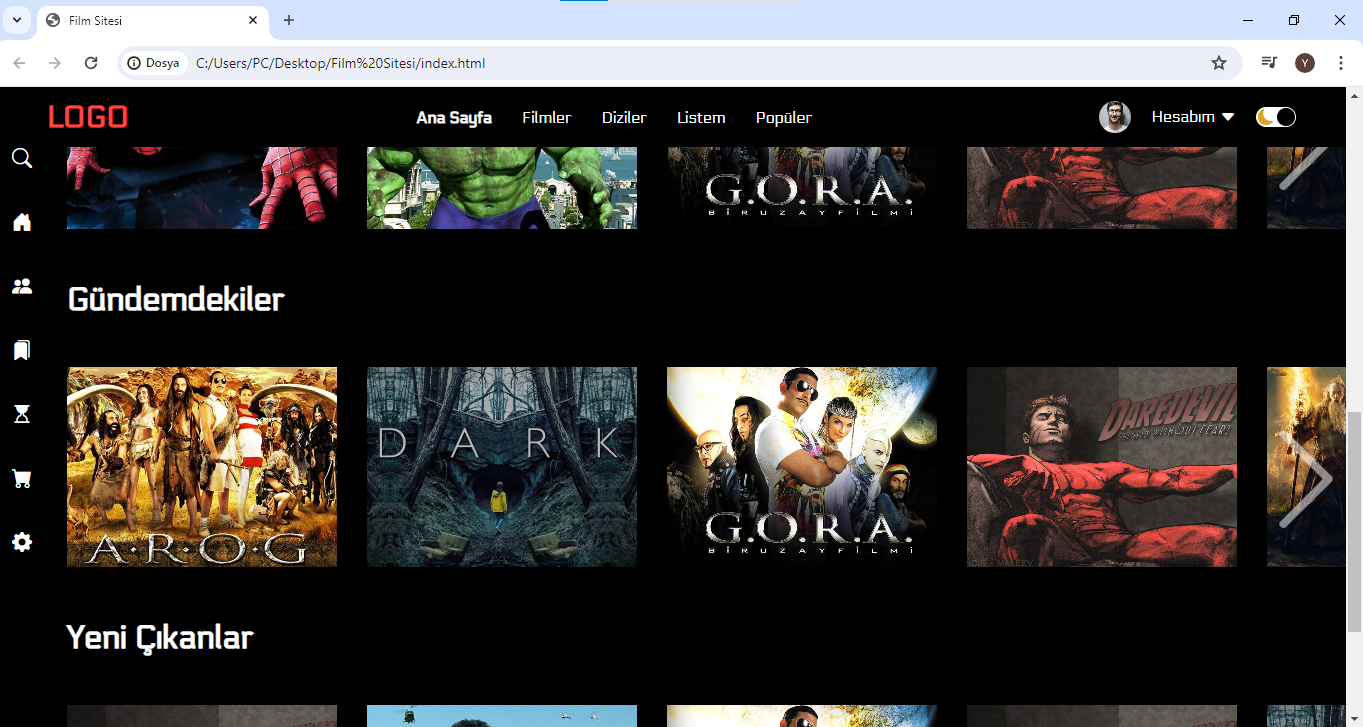 Film Sitesi
Dosya C:/Users/PC/Desktop/Film%20Sitesi/index.html Y
LOGO Ana Sayfa Filmler Diziler Listem Popüler Hesabım
G.O.R.A.
BİR UZAY FİLMİ
Gündemdekiler
A·R·O·G
DARK
G.O.R.A.
BİR UZAY FİLMİ
DAREDEVIL
THE MAN WITHOUT FEAR!
Yeni Çıkanlar